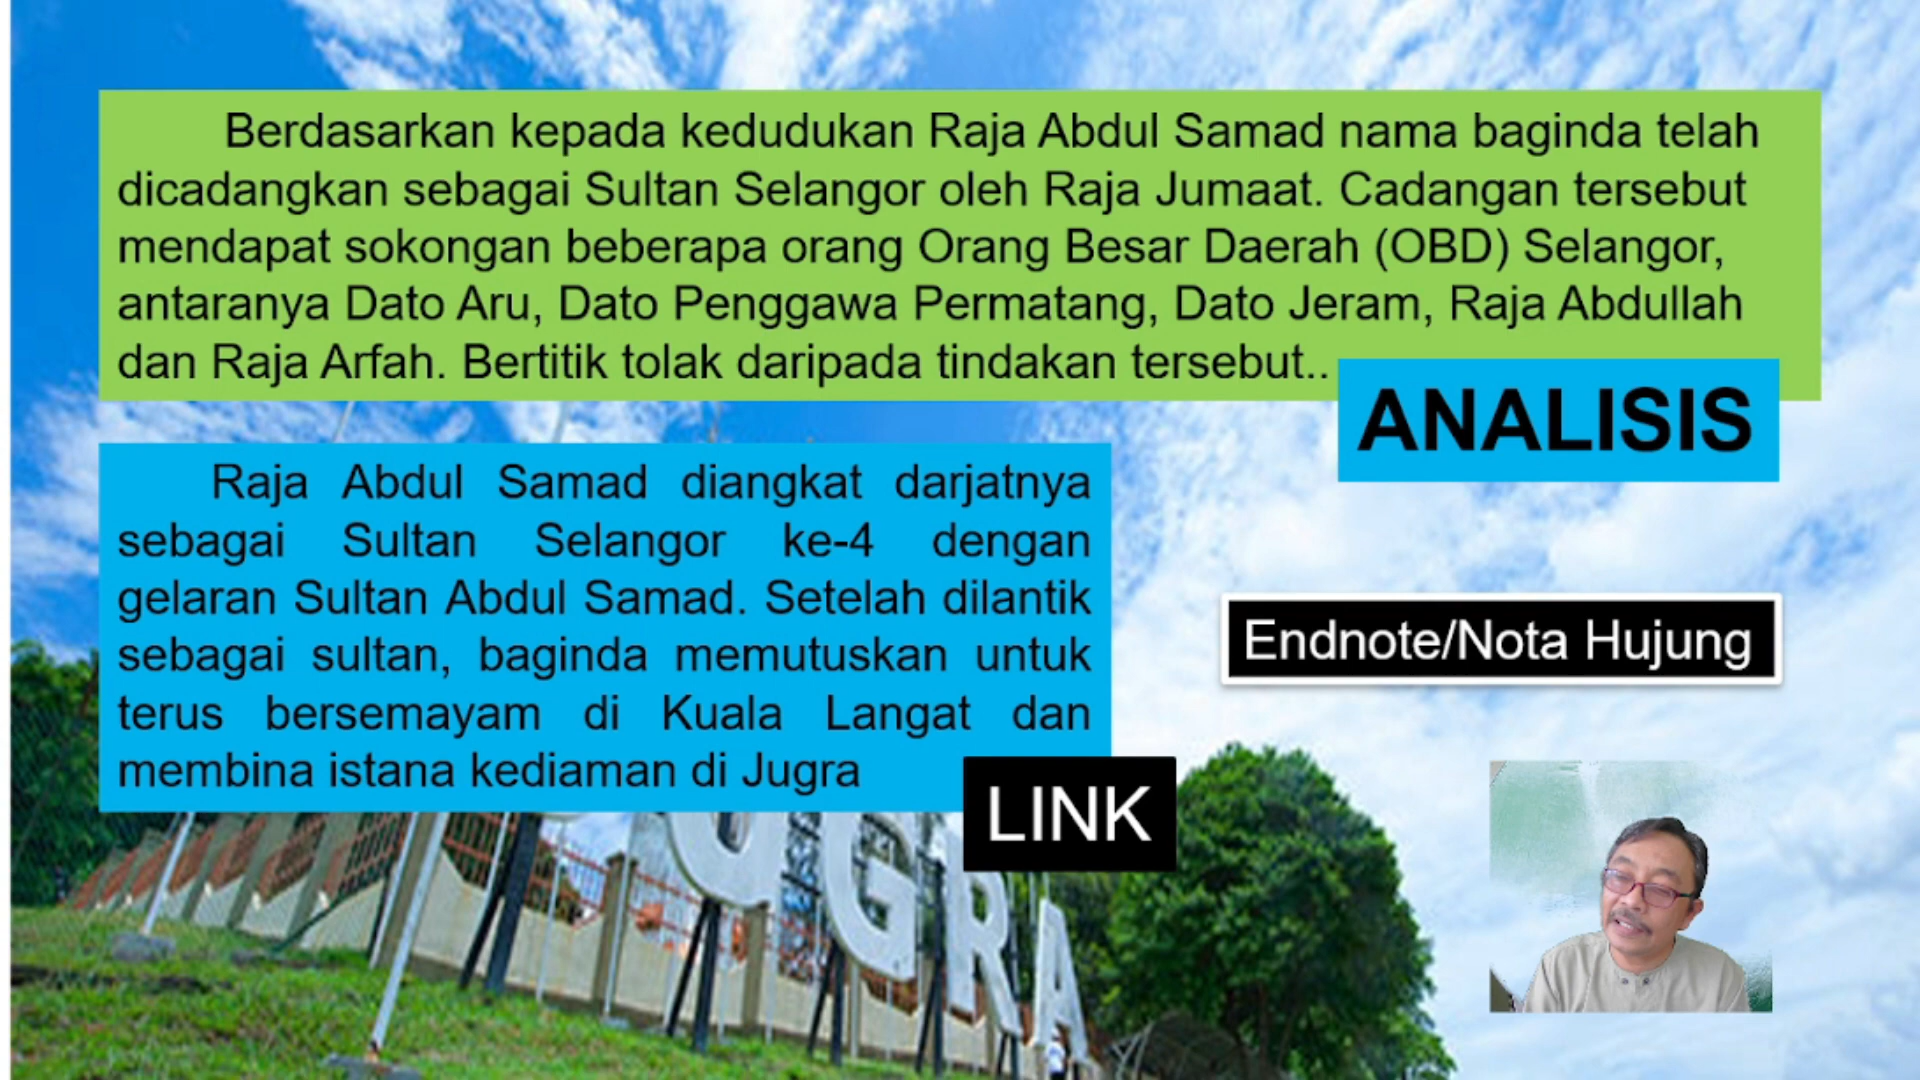 Berdasarkan kepada kedudukan Raja Abdul Samad nama baginda telah
dicadangkan sebagai Sultan Selangor oleh Raja Jumaat. Cadangan tersebut
mendapat sokongan beberapa orang Orang Besar Daerah (OBD) Selangor,
antaranya Dato Aru, Dato Penggawa Permatang, Dato Jeram, Raja Abdullah
dan Raja Arfah. Bertitik tolak daripada tindakan tersebut..
ANALISIS
Raja Abdul Samad diangkat darjatnya
sebagai Sultan Selangor ke-4 dengan
gelaran Sultan Abdul Samad. Setelah dilantik
sebagai sultan, baginda memutuskan untuk
terus bersemayam di Kuala Langat dan
membina istana kediaman di Jugra
LINK
Endnote/Nota Hujung
UGRA